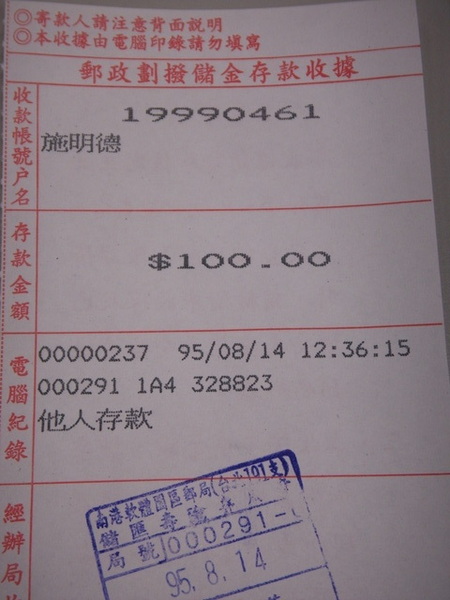 ◎寄款人請注意背面說明
◎本收據由電腦印錄請勿填寫
郵政劃撥儲金存款收據
收款帳號戶名
19990461
施明德
存款金額
$100.00
電腦紀錄
00000237 95/08/14 12:36:15
000291 1A4 328823
他人存款
經辦局
南港軟體園區郵局(台北101支)
儲匯壽險
局號 000291-
95.8.14